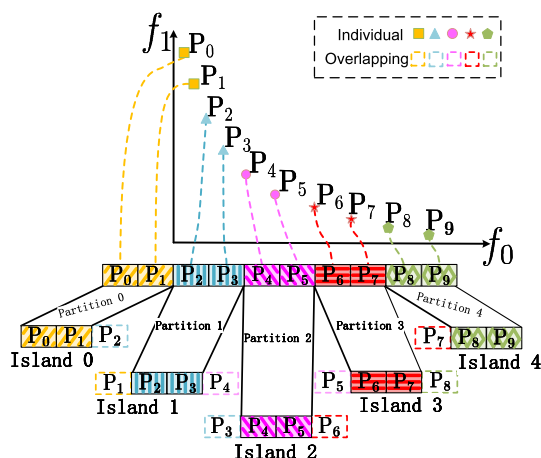 Individual
Overlapping
f1
P0
P1
P2
P3
P4
P5
P6
P7
P8
P9
f0
P0 P1 P2 P3 P4 P5 P6 P7 P8 P9
Partition 0
Partition 1
Partition 2
Partition 3
Partition 4
P0 P1 P2
Island 0
P7 P8 P9
Island 4
P1 P2 P3 P4
Island 1
P5 P6 P7 P8
Island 3
P3 P4 P5 P6
Island 2